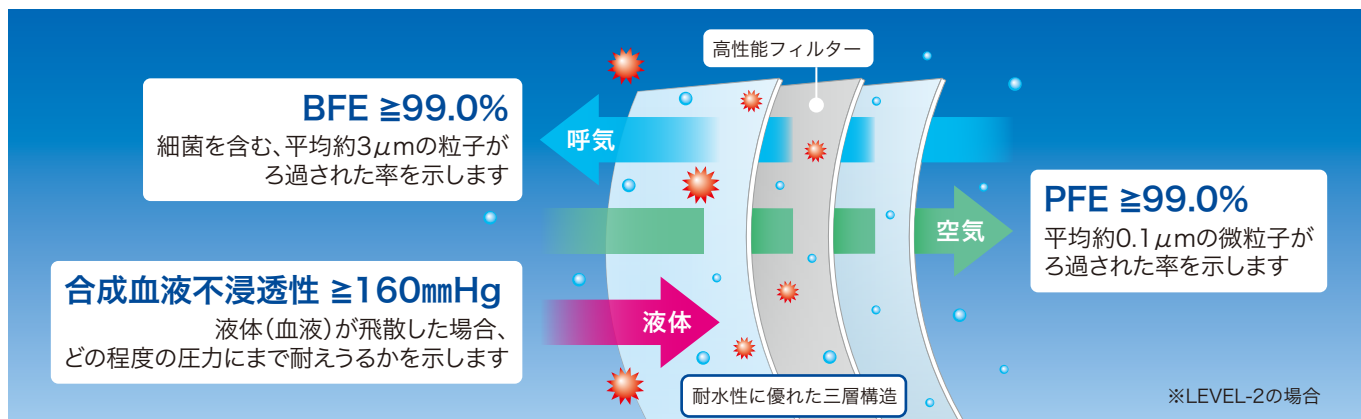 高性能フィルター
BFE ≧99.0%
細菌を含む、平均約3μmの粒子が
ろ過された率を示します
呼気
PFE ≧99.0%
平均約0.1μmの微粒子が
ろ過された率を示します
空気
合成血液不浸透性 ≧160㎜Hg
液体（血液）が飛散した場合、
どの程度の圧力にまで耐えうるかを示します
液体
耐水性に優れた三層構造
※LEVEL-2の場合